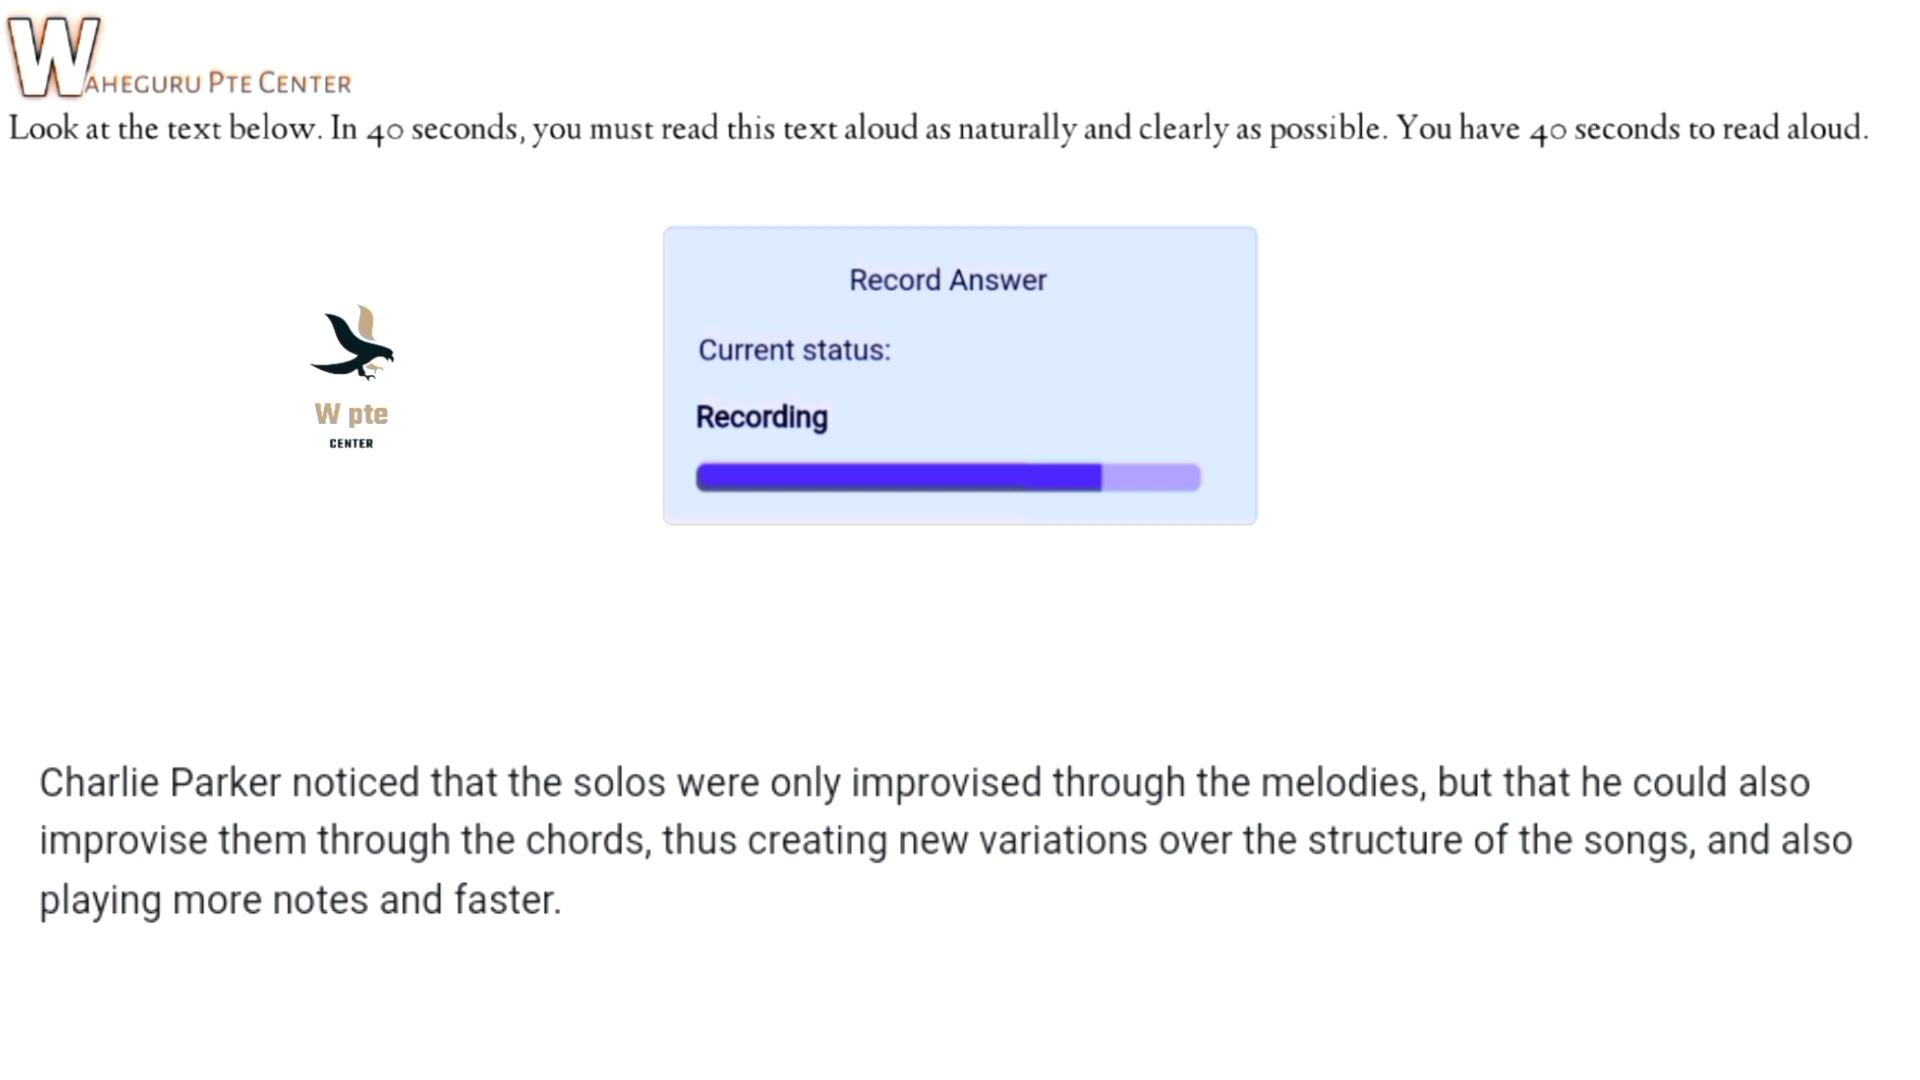 WAHEGURU PTE CENTER
Look at the text below. In 40 seconds, you must read this text aloud as naturally and clearly as possible. You have 40 seconds to read aloud.
Record Answer
Current status:
Recording
W pte
CENTER
Charlie Parker noticed that the solos were only improvised through the melodies, but that he could also
improvise them through the chords, thus creating new variations over the structure of the songs, and also
playing more notes and faster.